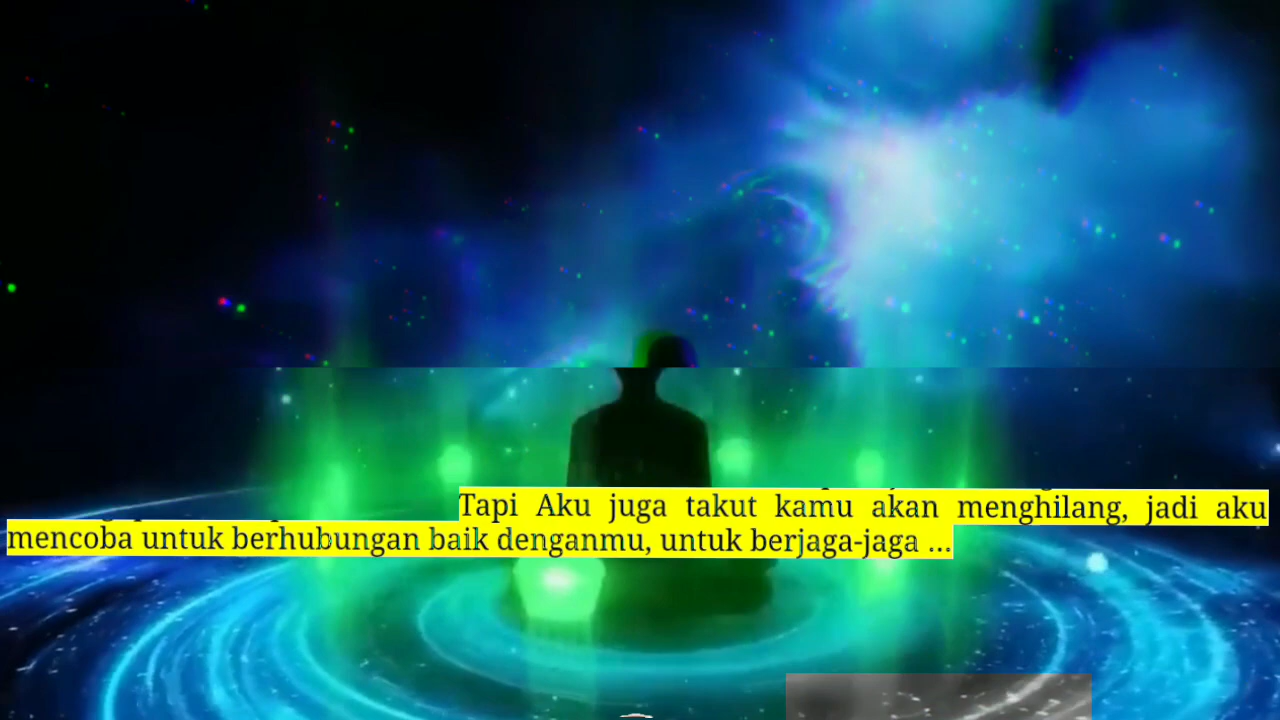 Tapi Aku juga takut kamu akan menghilang, jadi aku
mencoba untuk berhubungan baik denganmu, untuk berjaga-jaga ...